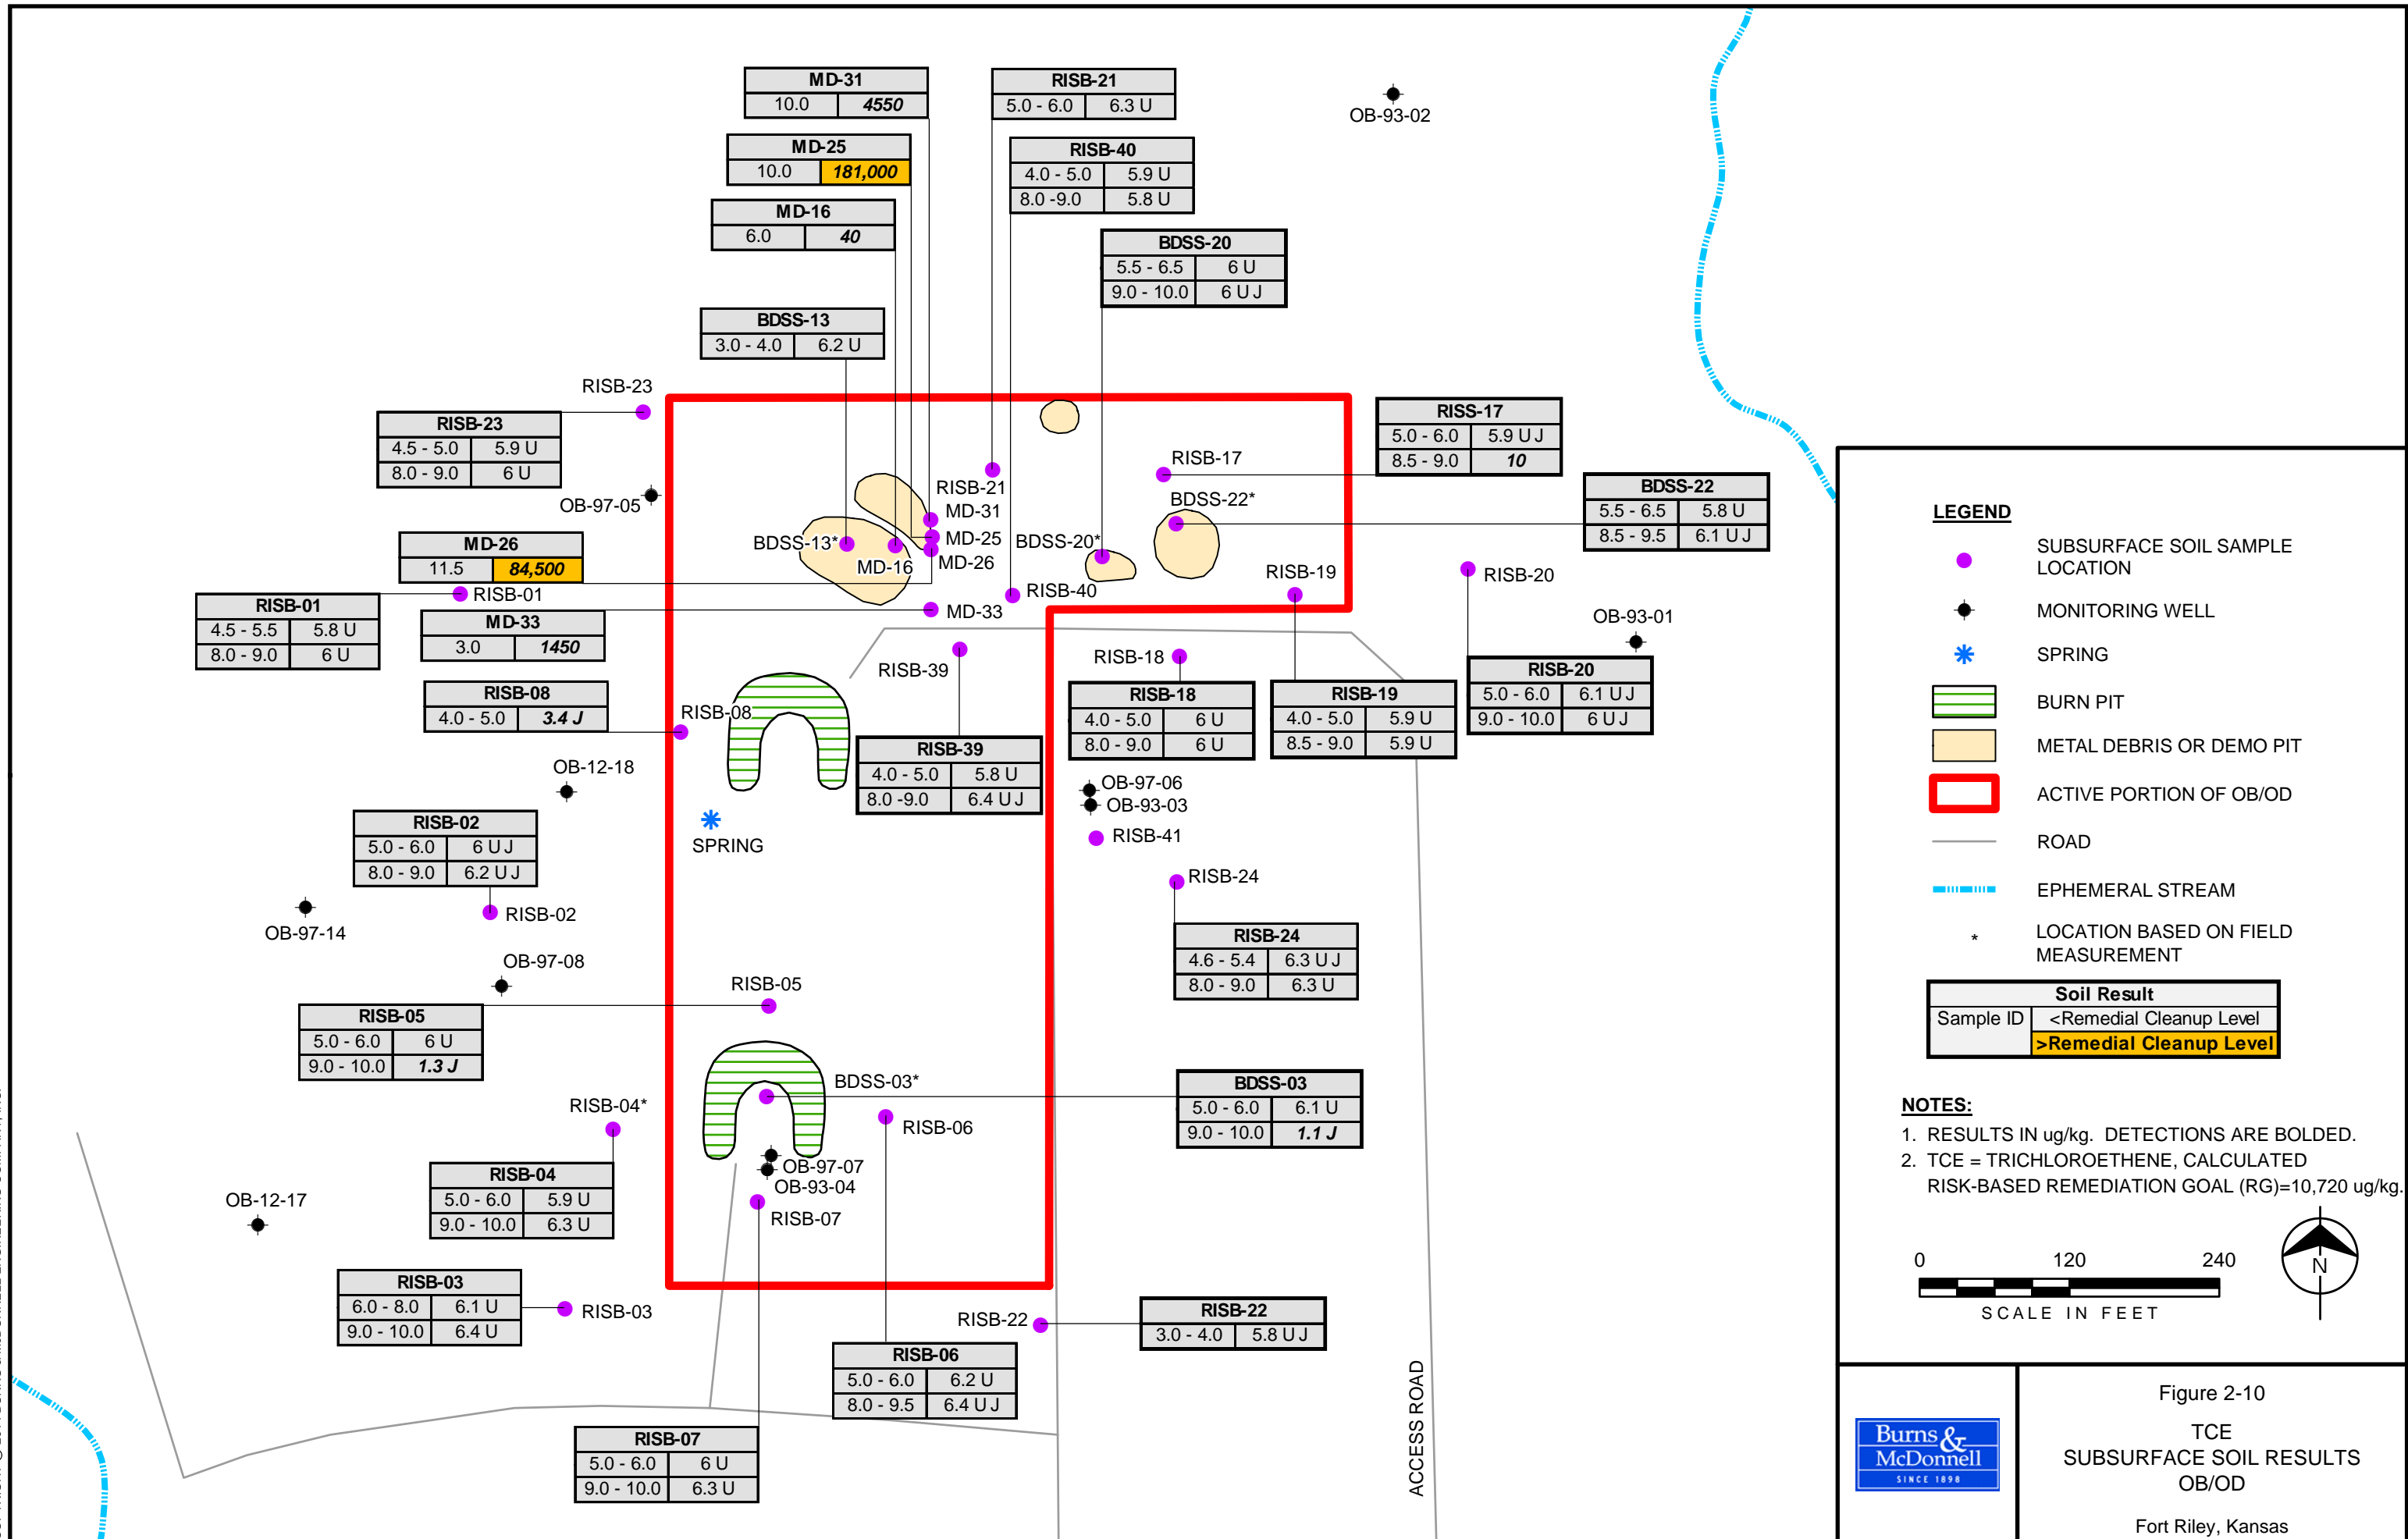 MD-31
10.0 4550
RISB-21
5.0 - 6.0 6.3 U
OB-93-02
MD-25
10.0 181,000
RISB-40
4.0 - 5.0 5.9 U
8.0 -9.0 5.8 U
MD-16
6.0 40
BDSS-20
5.5 - 6.5 6 U
9.0 - 10.0 6 U J
BDSS-13
3.0 - 4.0 6.2 U
RISB-23
RISB-23
4.5 - 5.0 5.9 U
8.0 - 9.0 6 U
RISS-17
5.0 - 6.0 5.9 U J
8.5 - 9.0 10
RISB-17
BDSS-22
5.5 - 6.5 5.8 U
8.5 - 9.5 6.1 U J
BDSS-22*
OB-97-05
RISB-21
MD-31
MD-25
MD-26
BDSS-13*
MD-16
BDSS-20*
MD-26
11.5 84,500
RISB-01
RISB-01
4.5 - 5.5 5.8 U
8.0 - 9.0 6 U
RISB-40
RISB-19
RISB-20
OB-93-01
MD-33
MD-33
3.0 1450
RISB-39
RISB-18
RISB-08
4.0 - 5.0 3.4 J
RISB-08
RISB-18
4.0 - 5.0 6 U
8.0 - 9.0 6 U
RISB-19
4.0 - 5.0 5.9 U
8.5 - 9.0 5.9 U
RISB-20
5.0 - 6.0 6.1 U J
9.0 - 10.0 6 U J
RISB-39
4.0 - 5.0 5.8 U
8.0 -9.0 6.4 U J
OB-12-18
OB-97-06
OB-93-03
RISB-41
SPRING
RISB-02
5.0 - 6.0 6 U J
8.0 - 9.0 6.2 U J
RISB-02
OB-97-14
RISB-24
RISB-24
4.6 - 5.4 6.3 U J
8.0 - 9.0 6.3 U
OB-97-08
RISB-05
RISB-05
5.0 - 6.0 6 U
9.0 - 10.0 1.3 J
BDSS-03*
BDSS-03
5.0 - 6.0 6.1 U
9.0 - 10.0 1.1 J
RISB-04*
RISB-06
RISB-04
5.0 - 6.0 5.9 U
9.0 - 10.0 6.3 U
OB-97-07
OB-93-04
RISB-07
OB-12-17
RISB-03
6.0 - 8.0 6.1 U
9.0 - 10.0 6.4 U
RISB-03
RISB-22
RISB-22
3.0 - 4.0 5.8 U J
RISB-06
5.0 - 6.0 6.2 U
8.0 - 9.5 6.4 U J
RISB-07
5.0 - 6.0 6 U
9.0 - 10.0 6.3 U
ACCESS ROAD
LEGEND
SUBSURFACE SOIL SAMPLE
LOCATION
MONITORING WELL
SPRING
BURN PIT
METAL DEBRIS OR DEMO PIT
ACTIVE PORTION OF OB/OD
ROAD
EPHEMERAL STREAM
* LOCATION BASED ON FIELD
MEASUREMENT
Soil Result
Sample ID <Remedial Cleanup Level
>Remedial Cleanup Level
NOTES:
1. RESULTS IN ug/kg. DETECTIONS ARE BOLDED.
2. TCE = TRICHLOROETHENE, CALCULATED
RISK-BASED REMEDIATION GOAL (RG)=10,720 ug/kg.
0 120 240
SCALE IN FEET
N
Burns &
McDonnell
SINCE 1898
Figure 2-10
TCE
SUBSURFACE SOIL RESULTS
OB/OD
Fort Riley, Kansas